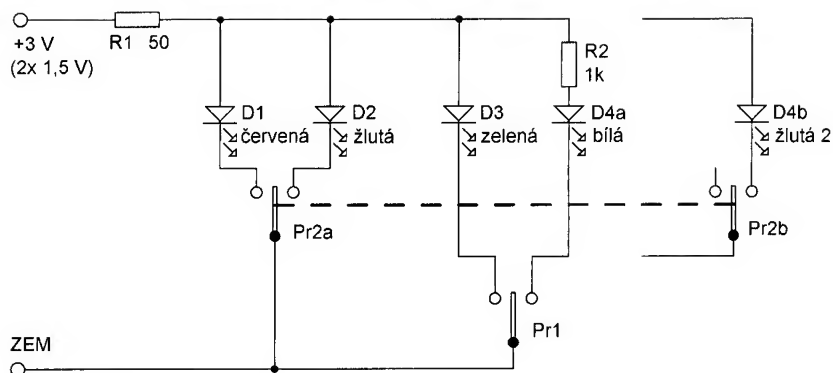 +3 V
(2x 1,5 V)
R1 50
R2
1k
D1
červená
D2
žlutá
D3
zelená
D4a
bílá
D4b
žlutá 2
Pr2a
Pr2b
Pr1
ZEM